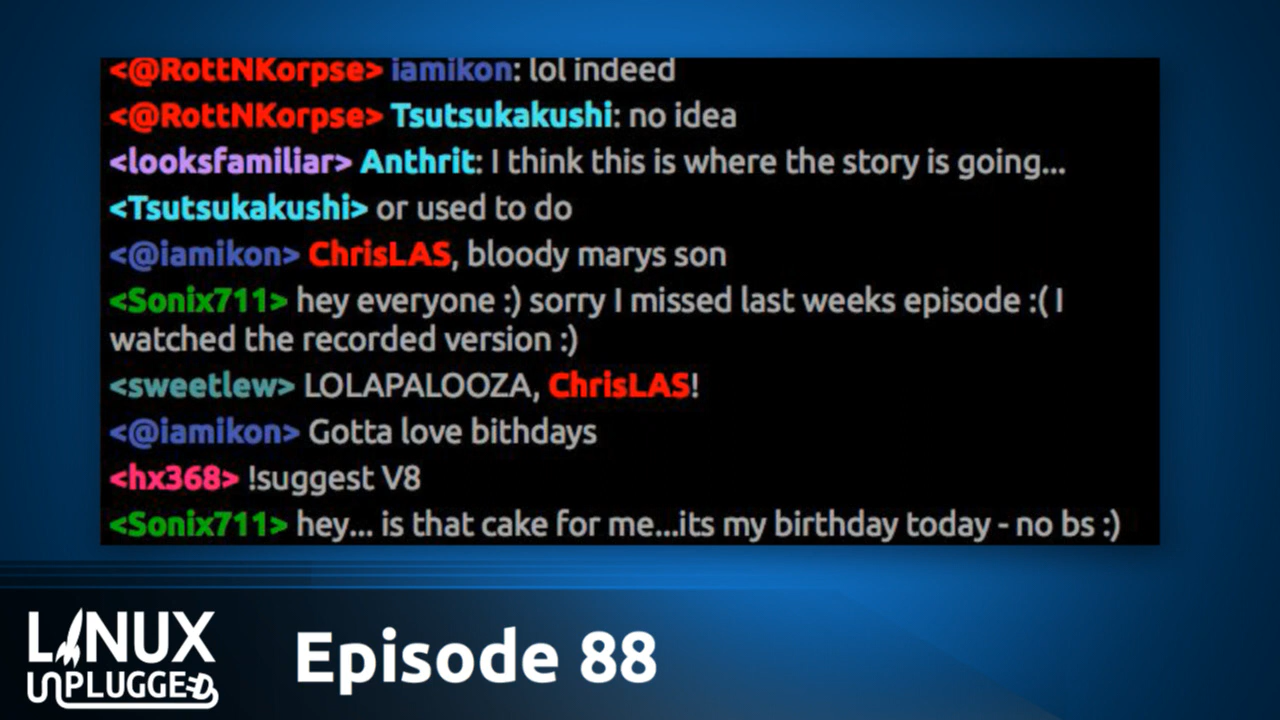 <@RottNKorpse> iamikon: lol indeed
<@RottNKorpse> Tsutsukakushi: no idea
<looksfamiliar> Anthrit: I think this is where the story is going...
<Tsutsukakushi> or used to do
<@iamikon> ChrisLAS, bloody marys son
<Sonix711> hey everyone :) sorry I missed last weeks episode :( I
watched the recorded version :)
<sweetlew> LOLAPALOOZA, ChrisLAS!
<@iamikon> Gotta love bithdays
<hx368> !suggest V8
<Sonix711> hey... is that cake for me...its my birthday today - no bs :)
LINUX
UNPLUGGED
Episode 88